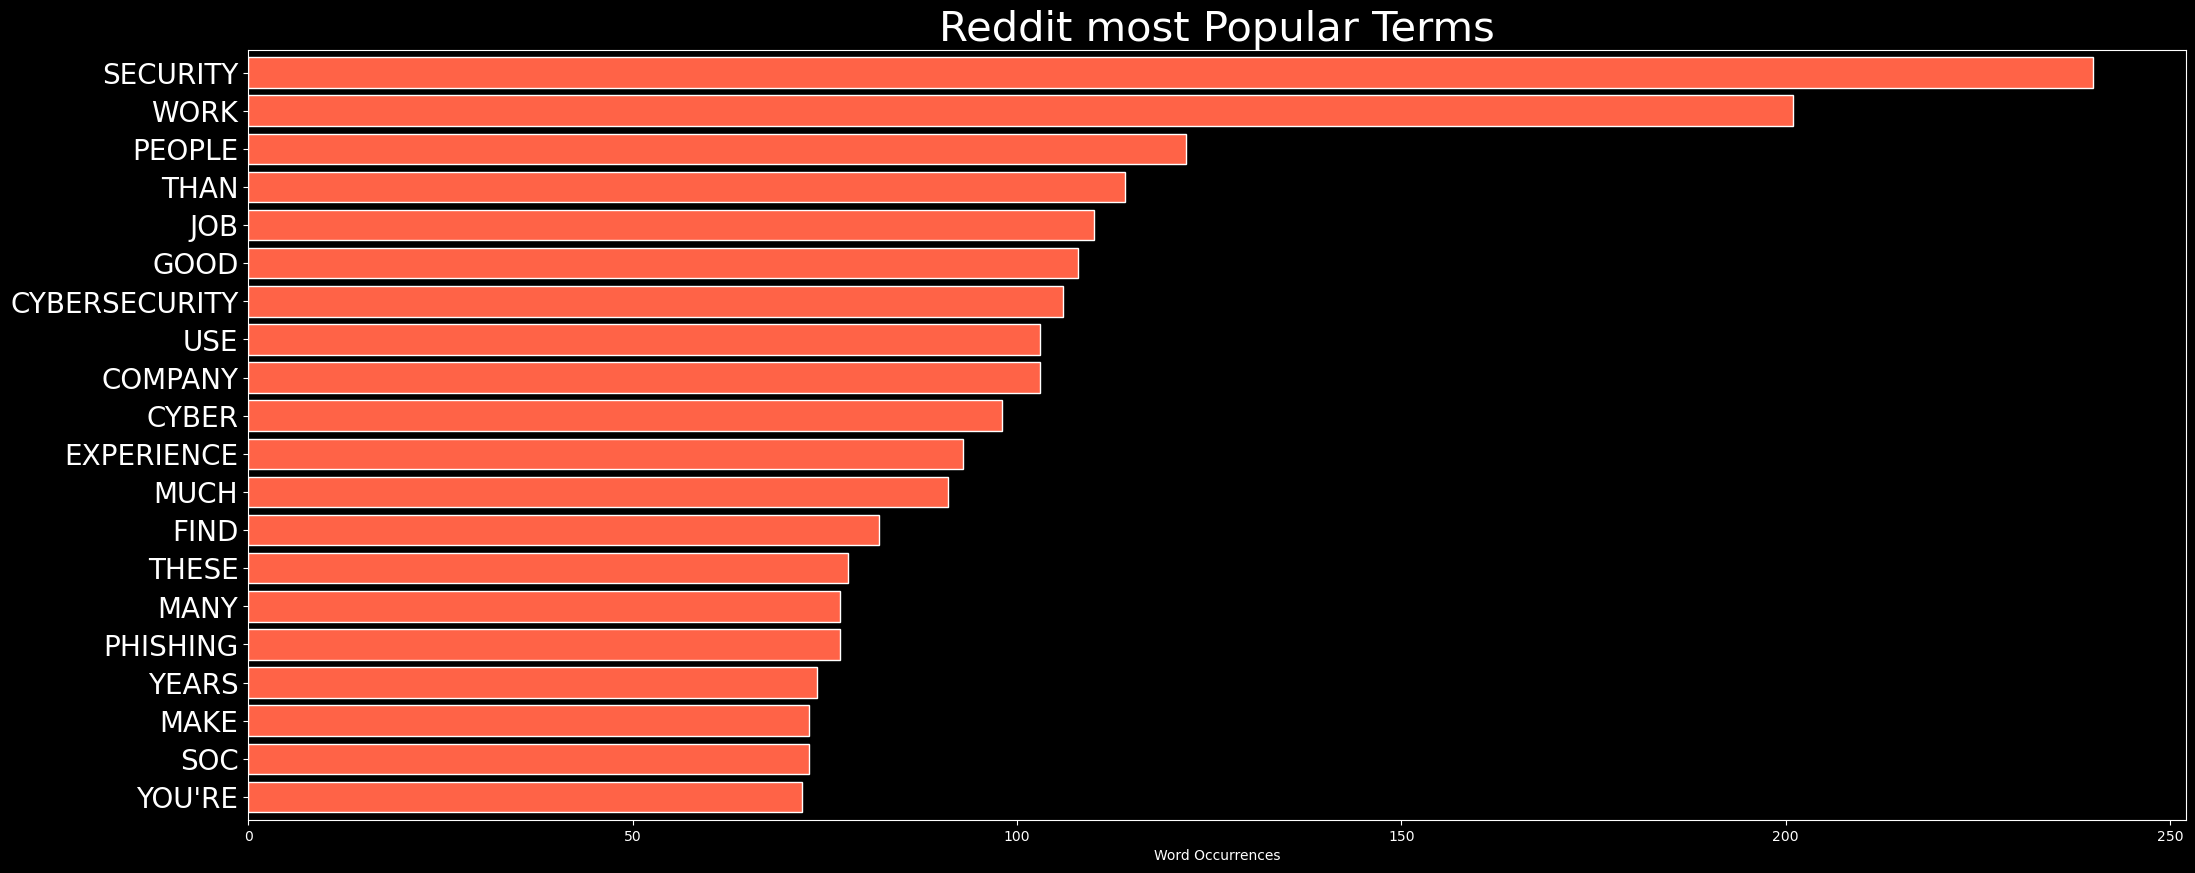 Reddit most Popular Terms
SECURITY
WORK
PEOPLE
THAN
JOB
GOOD
CYBERSECURITY
USE
COMPANY
CYBER
EXPERIENCE
MUCH
FIND
THESE
MANY
PHISHING
YEARS
MAKE
SOC
YOU'RE
0 50 100 150 200 250
Word Occurrences